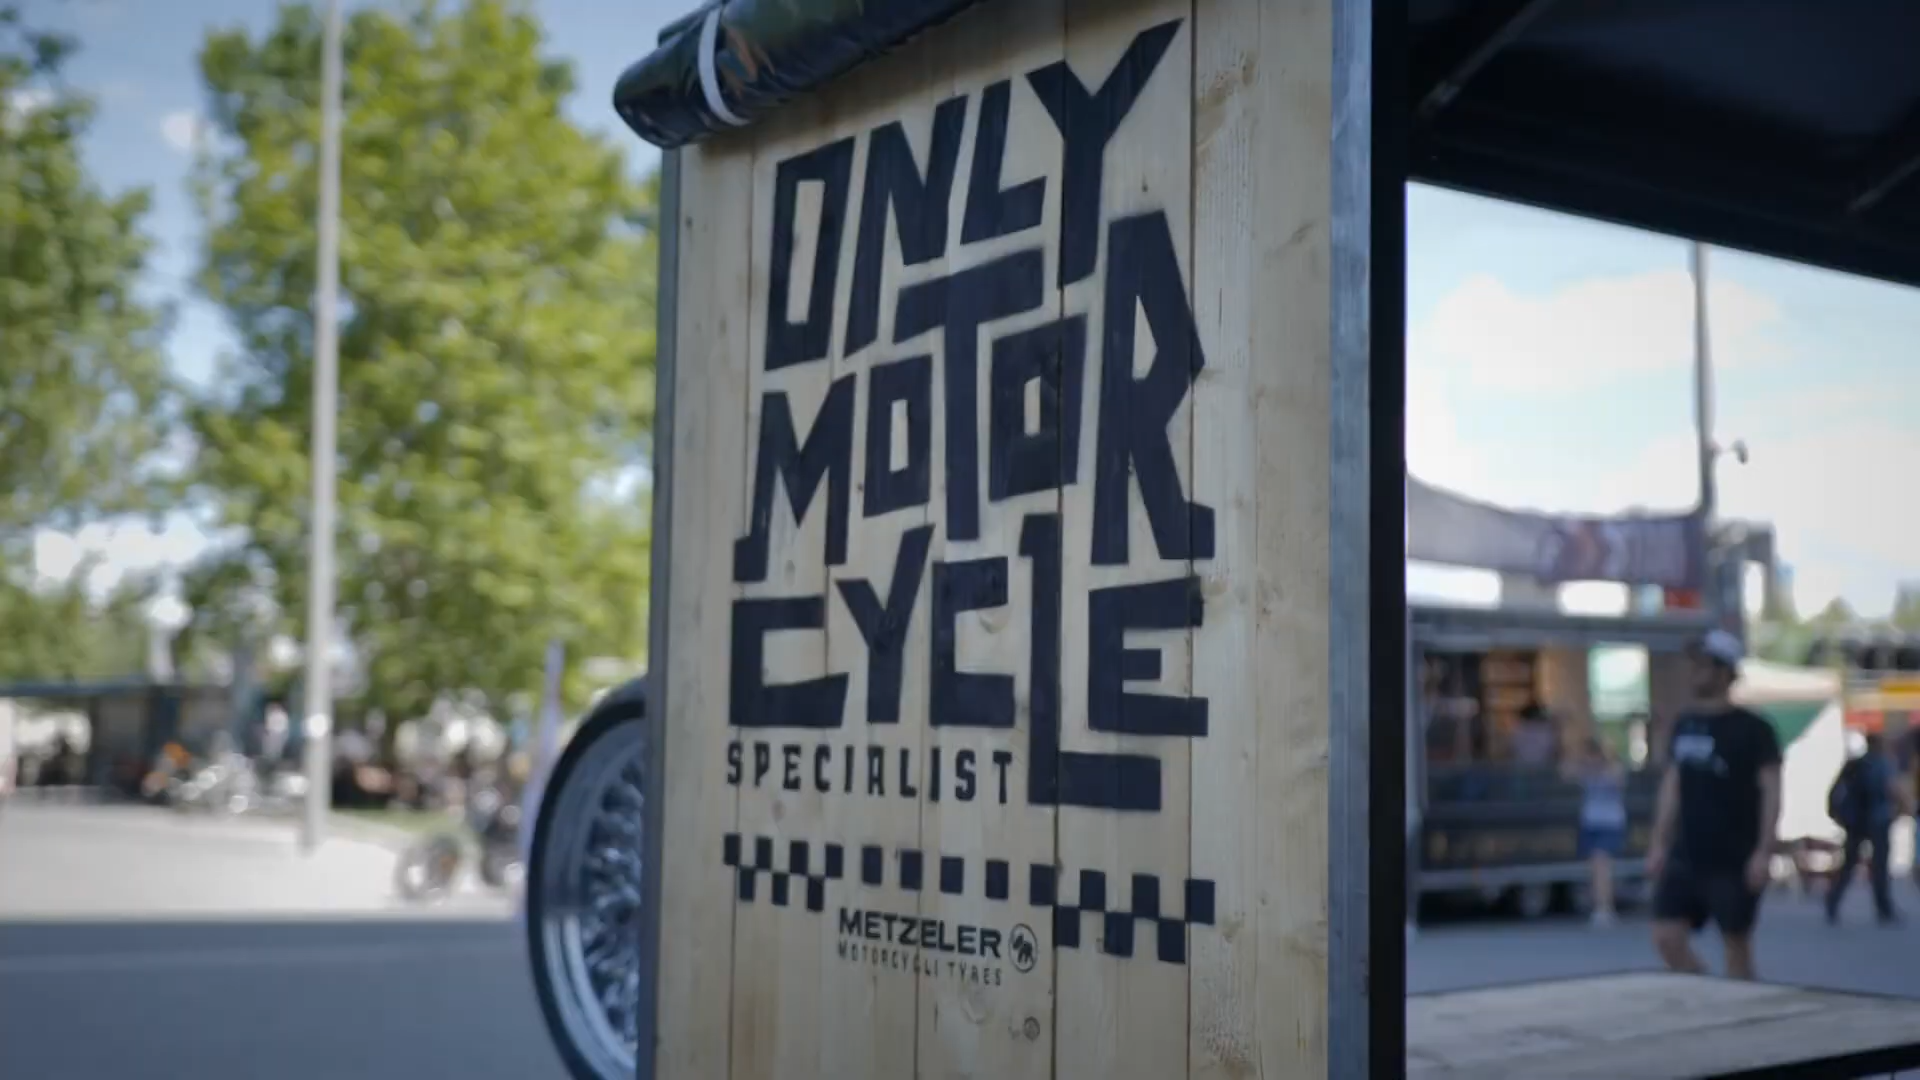 ONLY
MOTOR
CYCLE
SPECIALIST
METZELER
MOTORCYCLE TYRES